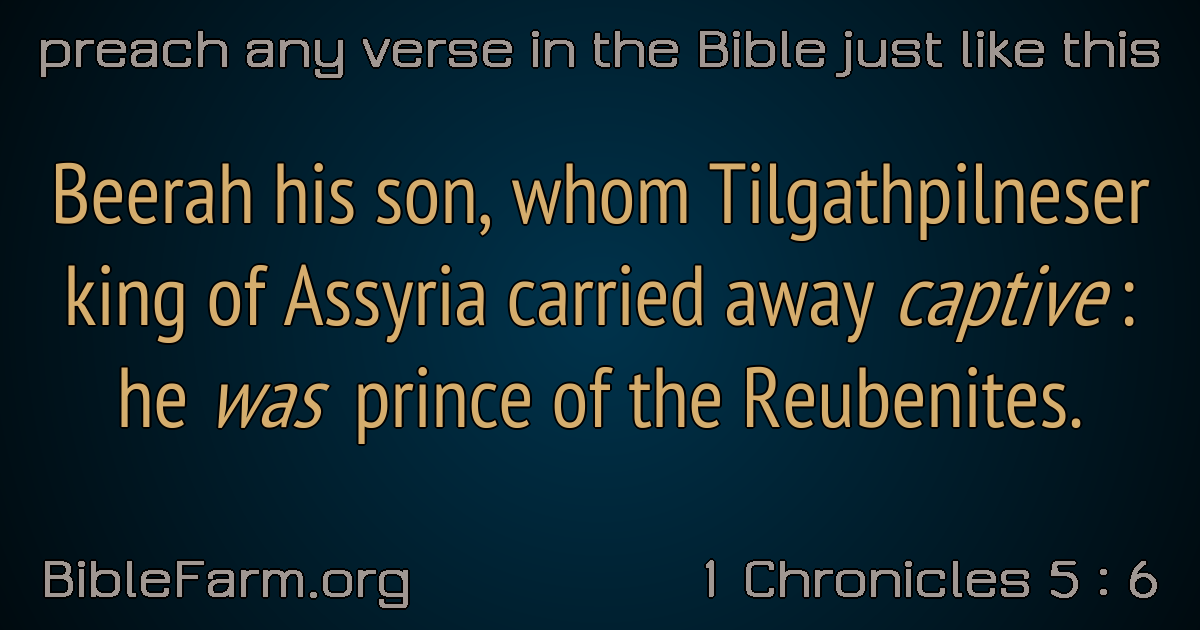 preach any verse in the Bible just like this
Beerah his son, whom Tilgathpilneser
king of Assyria carried away captive :
he was prince of the Reubenites.
BibleFarm.org
1 Chronicles 5 : 6